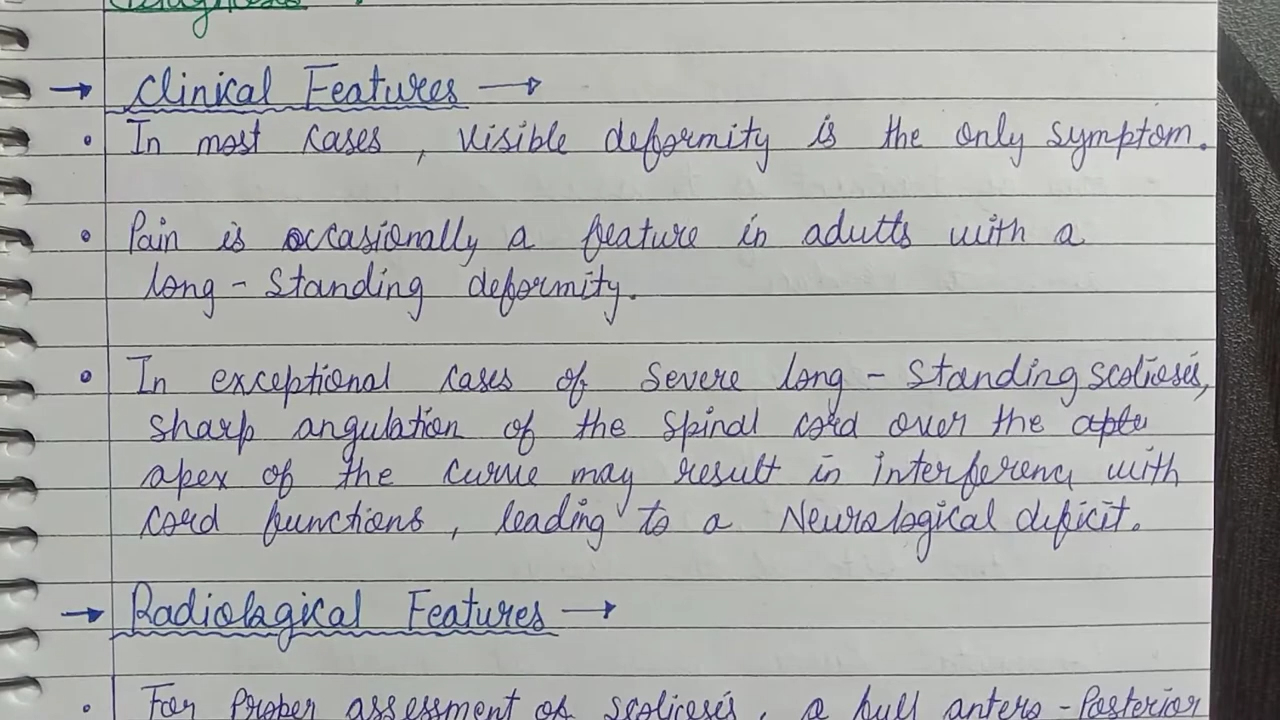 Diagnosis :
→ Clinical Features →
• In most cases , visible deformity is the only symptom.
• Pain is occasionally a feature in adults with a
long - standing deformity.
• In exceptional cases of severe long - standing scoliosis,
sharp angulation of the spinal cord over the
apex of the curve may result in interference with
cord functions , leading to a Neurological deficit.
→ Radiological Features →
• For proper assessment of scoliosis , a full antero - Posterior